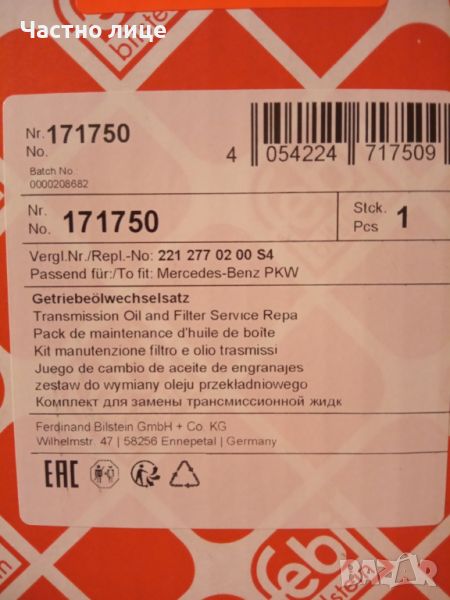 Частно лице
bilstein
Nr. 171750
No.
Batch No.:
0000208682
4 054224 717509
Nr.
No. 171750
Stck.
Pcs 1
Vergl.Nr./Repl.-No: 221 277 02 00 S4
Passend für:/To fit: Mercedes-Benz PKW
Getriebeölwechselsatz
Transmission Oil and Filter Service Repa
Pack de maintenance d'huile de boîte
Kit manutenzione filtro e olio trasmissi
Juego de cambio de aceite de engranajes
zestaw do wymiany oleju przekładniowego
Комплект для замены трансмиссионной жидк
Ferdinand Bilstein GmbH + Co. KG
Wilhelmstr. 47 | 58256 Ennepetal | Germany
EAC
febi
bilstein
BAZAR